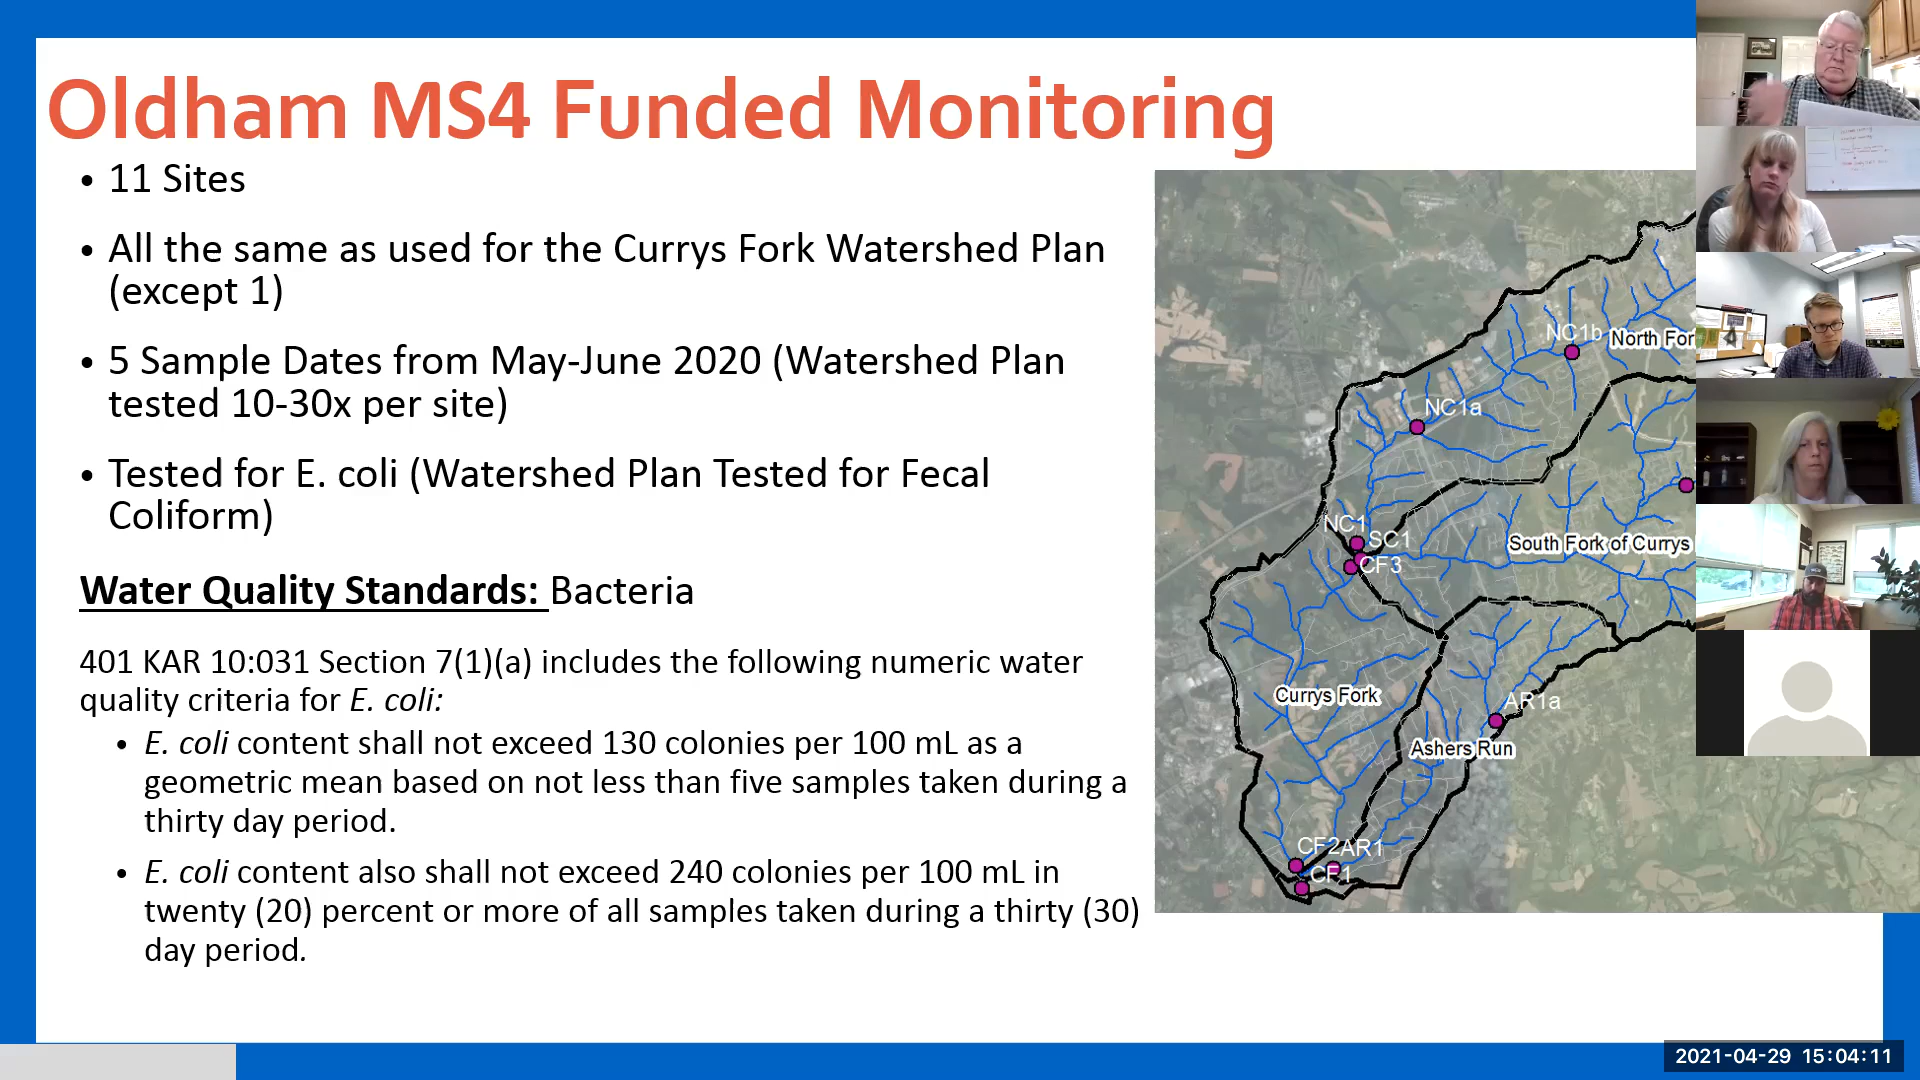 Oldham MS4 Funded Monitoring
• 11 Sites
• All the same as used for the Currys Fork Watershed Plan
(except 1)
• 5 Sample Dates from May-June 2020 (Watershed Plan
tested 10-30x per site)
• Tested for E. coli (Watershed Plan Tested for Fecal
Coliform)
Water Quality Standards: Bacteria
401 KAR 10:031 Section 7(1)(a) includes the following numeric water
quality criteria for E. coli:
• E. coli content shall not exceed 130 colonies per 100 mL as a
geometric mean based on not less than five samples taken during a
thirty day period.
• E. coli content also shall not exceed 240 colonies per 100 mL in
twenty (20) percent or more of all samples taken during a thirty (30)
day period.
NC1b
North For
NC1a
NC1
SC1
CF3
South Fork of Currys
Currys Fork
AR1a
Ashers Run
CF2
AR1
CF1
2021-04-29 15:04:11